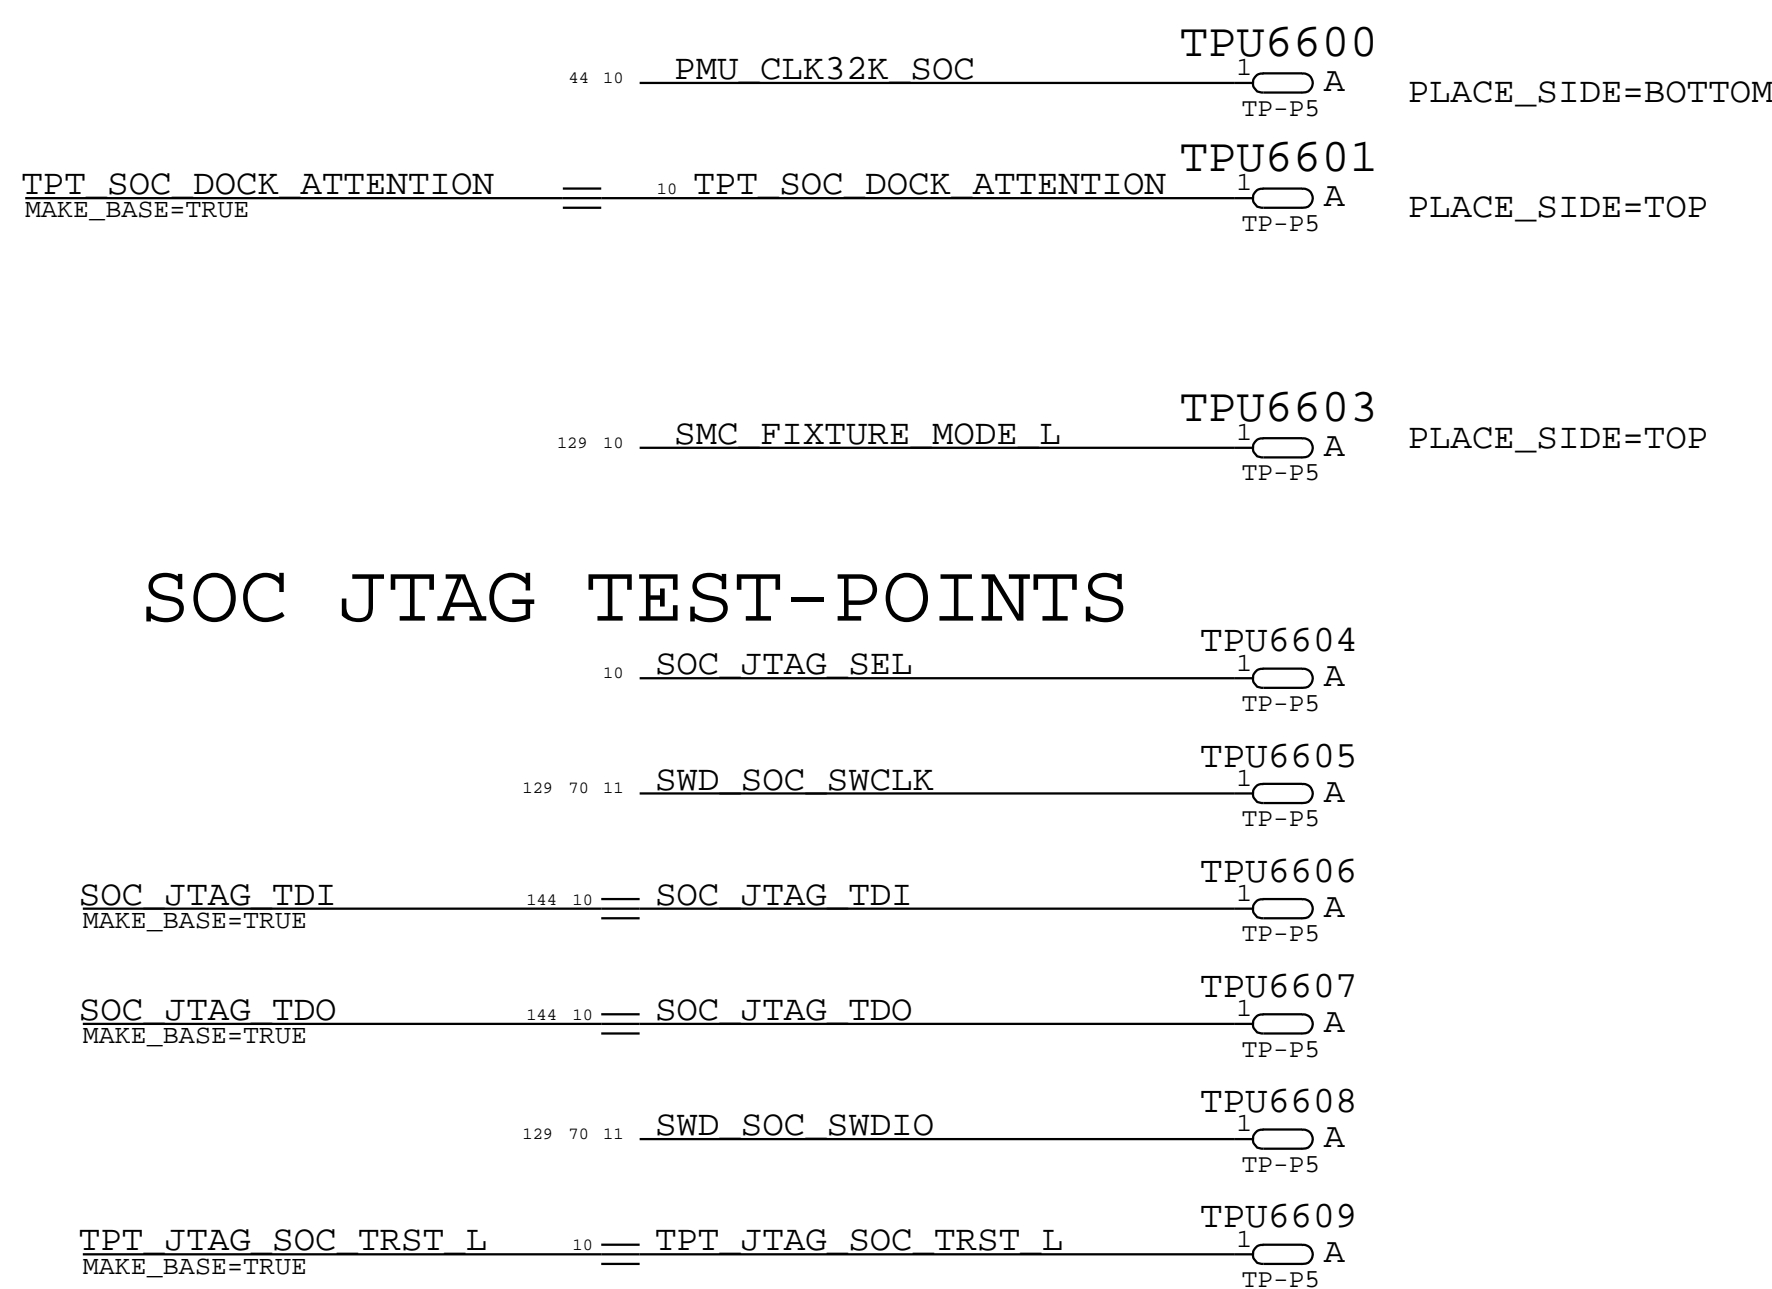 TPU6600
44 10 PMU_CLK32K_SOC 1 A
TP-P5
PLACE_SIDE=BOTTOM
TPU6601
TPT_SOC_DOCK_ATTENTION 10 TPT_SOC_DOCK_ATTENTION 1 A
MAKE_BASE=TRUE
TP-P5
PLACE_SIDE=TOP
TPU6603
129 10 SMC_FIXTURE_MODE_L 1 A
PLACE_SIDE=TOP
TP-P5
SOC JTAG TEST-POINTS
TPU6604
10 SOC_JTAG_SEL 1 A
TP-P5
TPU6605
129 70 11 SWD_SOC_SWCLK 1 A
TP-P5
TPU6606
SOC_JTAG_TDI 144 10 SOC_JTAG_TDI 1 A
MAKE_BASE=TRUE
TP-P5
TPU6607
SOC_JTAG_TDO 144 10 SOC_JTAG_TDO 1 A
MAKE_BASE=TRUE
TP-P5
TPU6608
129 70 11 SWD_SOC_SWDIO 1 A
TP-P5
TPU6609
TPT_JTAG_SOC_TRST_L 10 TPT_JTAG_SOC_TRST_L 1 A
MAKE_BASE=TRUE
TP-P5